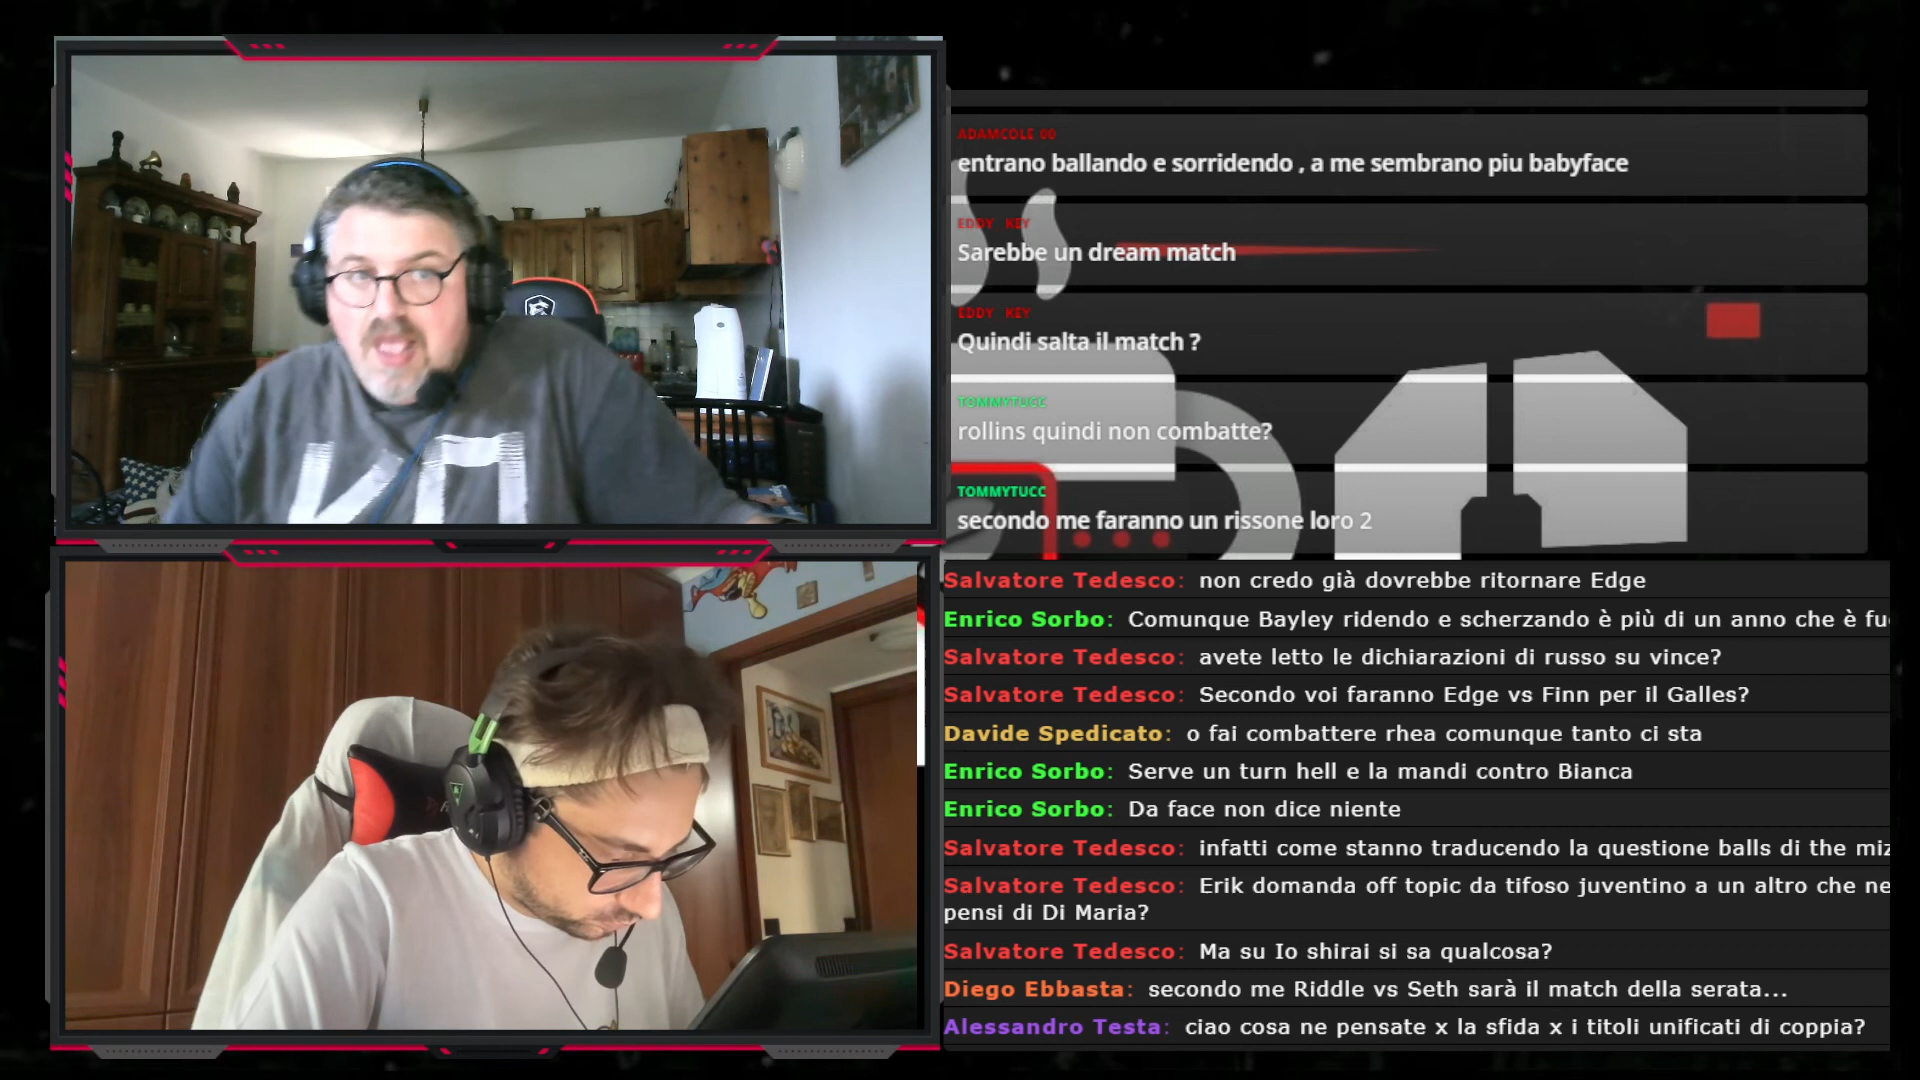 ADAMCOLE 00
entrano ballando e sorridendo , a me sembrano piu babyface
EDDY KEY
Sarebbe un dream match
EDDY KEY
Quindi salta il match ?
TOMMYTUCC
rollins quindi non combatte?
TOMMYTUCC
secondo me faranno un rissone loro 2
Salvatore Tedesco: non credo già dovrebbe ritornare Edge
Enrico Sorbo: Comunque Bayley ridendo e scherzando è più di un anno che è fu
Salvatore Tedesco: avete letto le dichiarazioni di russo su vince?
Salvatore Tedesco: Secondo voi faranno Edge vs Finn per il Galles?
Davide Spedicato: o fai combattere rhea comunque tanto ci sta
Enrico Sorbo: Serve un turn hell e la mandi contro Bianca
Enrico Sorbo: Da face non dice niente
Salvatore Tedesco: infatti come stanno traducendo la questione balls di the miz
Salvatore Tedesco: Erik domanda off topic da tifoso juventino a un altro che ne
pensi di Di Maria?
Salvatore Tedesco: Ma su Io shirai si sa qualcosa?
Diego Ebbasta: secondo me Riddle vs Seth sarà il match della serata...
Alessandro Testa: ciao cosa ne pensate x la sfida x i titoli unificati di coppia?